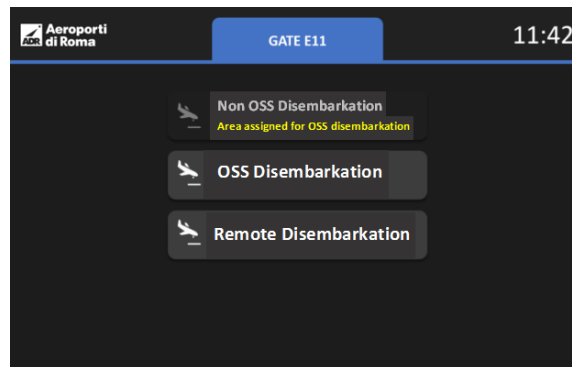 Aeroporti
ADR di Roma
GATE E11
11:42
Non OSS Disembarkation
Area assigned for OSS disembarkation
OSS Disembarkation
Remote Disembarkation